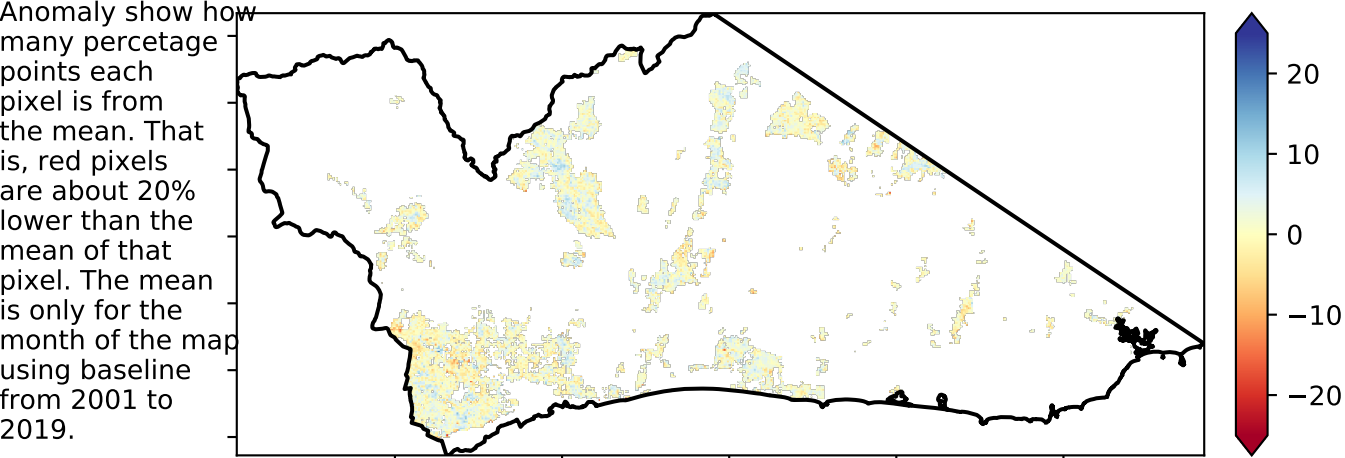 Anomaly show how
many percetage
points each
pixel is from
the mean. That
is, red pixels
are about 20%
lower than the
mean of that
pixel. The mean
is only for the
month of the map
using baseline
from 2001 to
2019.
20
10
0
−10
−20